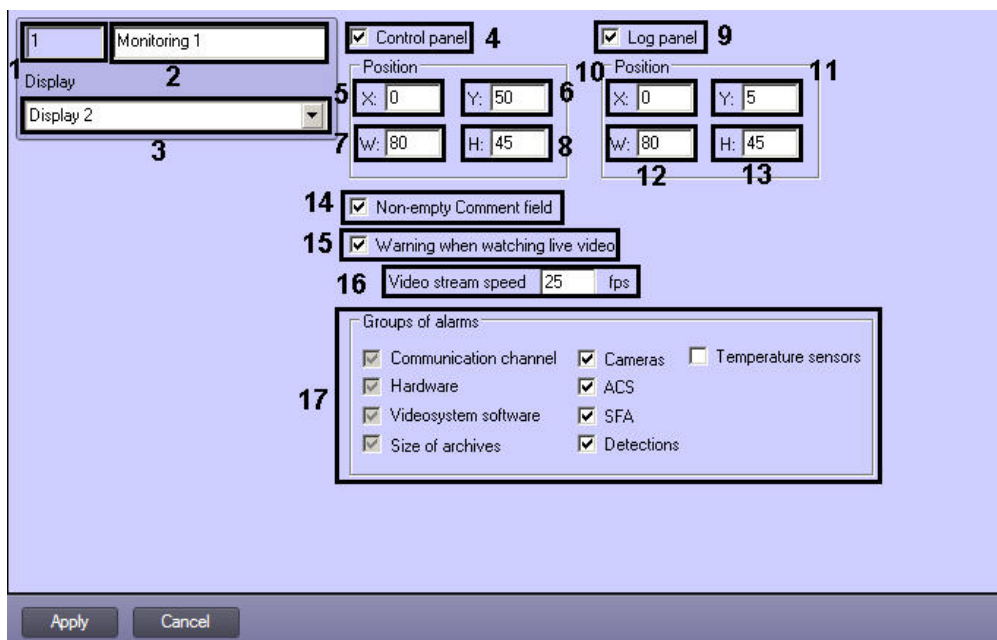 1 Monitoring 1 Control panel 4 Log panel 9
1 2 Position 10 Position 11
Display
5 X: 0 Y: 50 6 X: 0 Y: 5
Display 2
3 7 W: 80 H: 45 8 W: 80 H: 45
12 13
14 Non-empty Comment field
15 Warning when watching live video
16 Video stream speed 25 fps
Groups of alarms
Communication channel Cameras Temperature sensors
Hardware ACS
17 Videosystem software SFA
Size of archives Detections
Apply Cancel